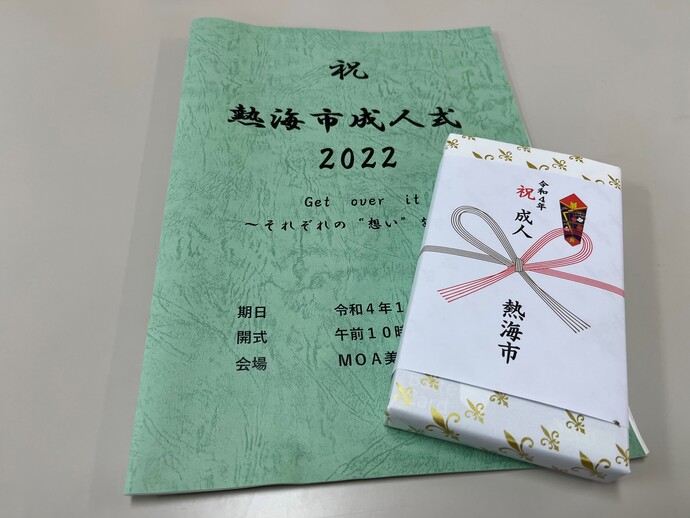 祝
熱海市成人式
2022
Get over it
～それぞれの“想い”を
期日 令和4年1
開式 午前10時
会場 MOA美
令和4年
祝成人
熱海市